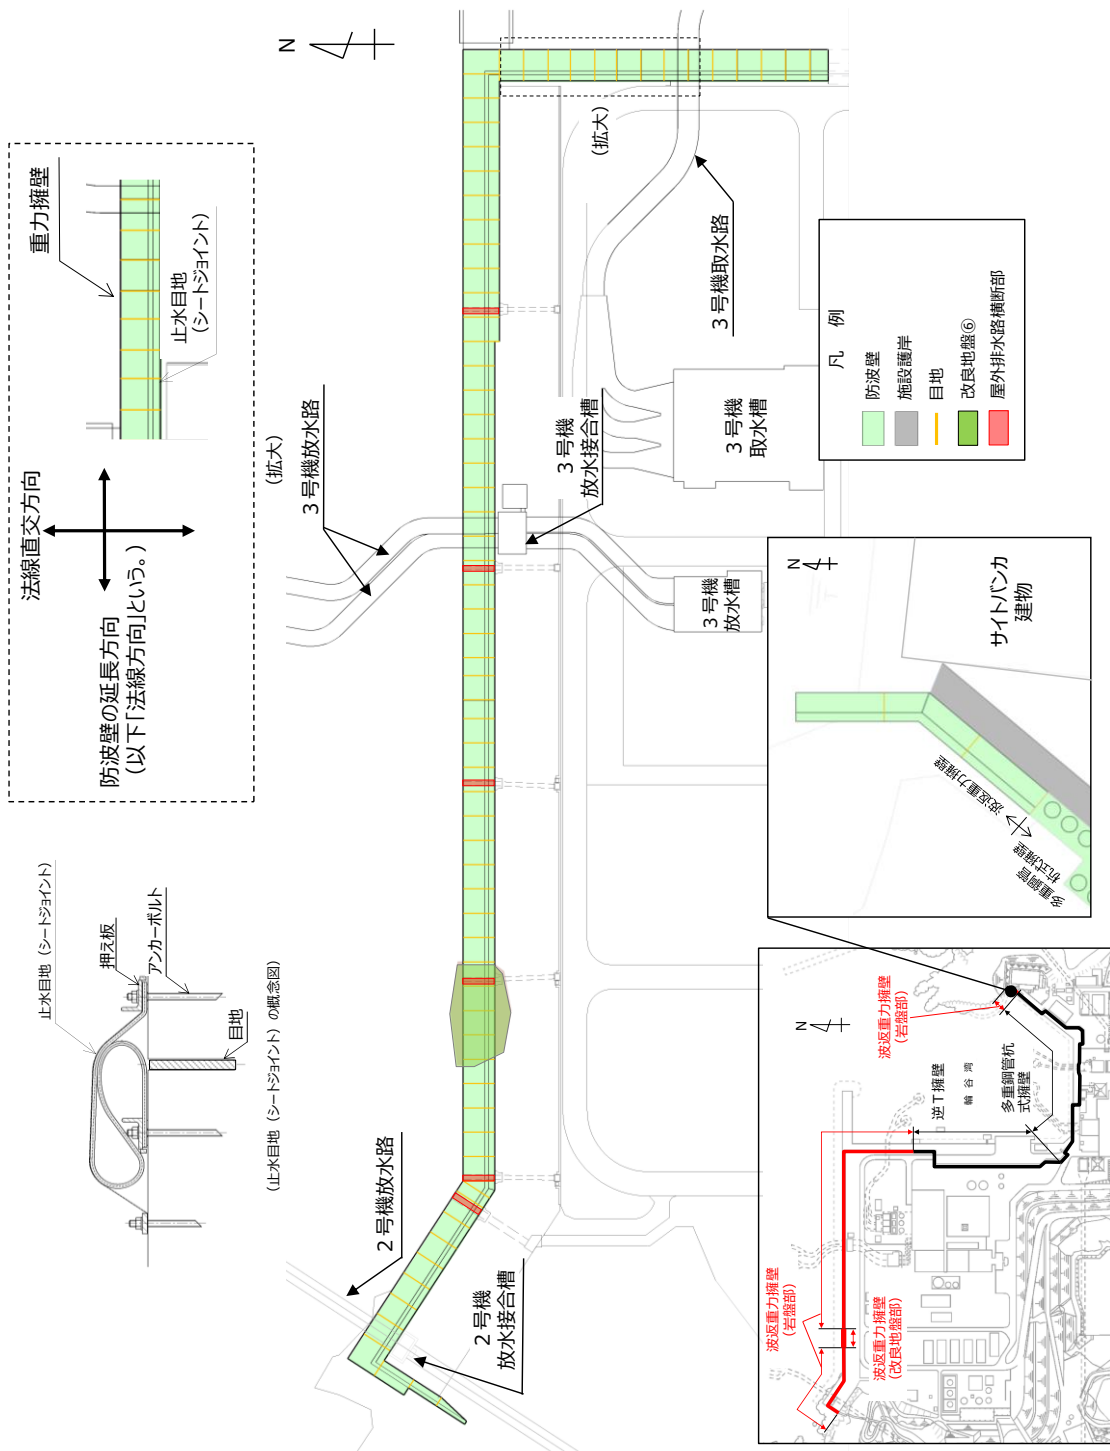 法線直交方向
防波壁の延長方向
(以下「法線方向」という。)
重力擁壁
止水目地
(シートジョイント)
(拡大)
止水目地 (シートジョイント)
押え板
アンカーボルト
目地
(止水目地 (シートジョイント) の概念図)
N
3号機放水路
2号機放水路
2号機
放水接合槽
3号機
放水接合槽
3号機
放水槽
3号機
取水槽
3号機取水路
(拡大)
凡 例
防波壁
施設護岸
目地
改良地盤⑥
屋外排水路横断部
N
サイトバンカ
建物
波返重力擁壁
多重鋼管
杭式擁壁
N
波返重力擁壁
(岩盤部)
波返重力擁壁
(改良地盤部)
波返重力擁壁
(岩盤部)
逆T擁壁
輪谷湾
多重鋼管杭
式擁壁